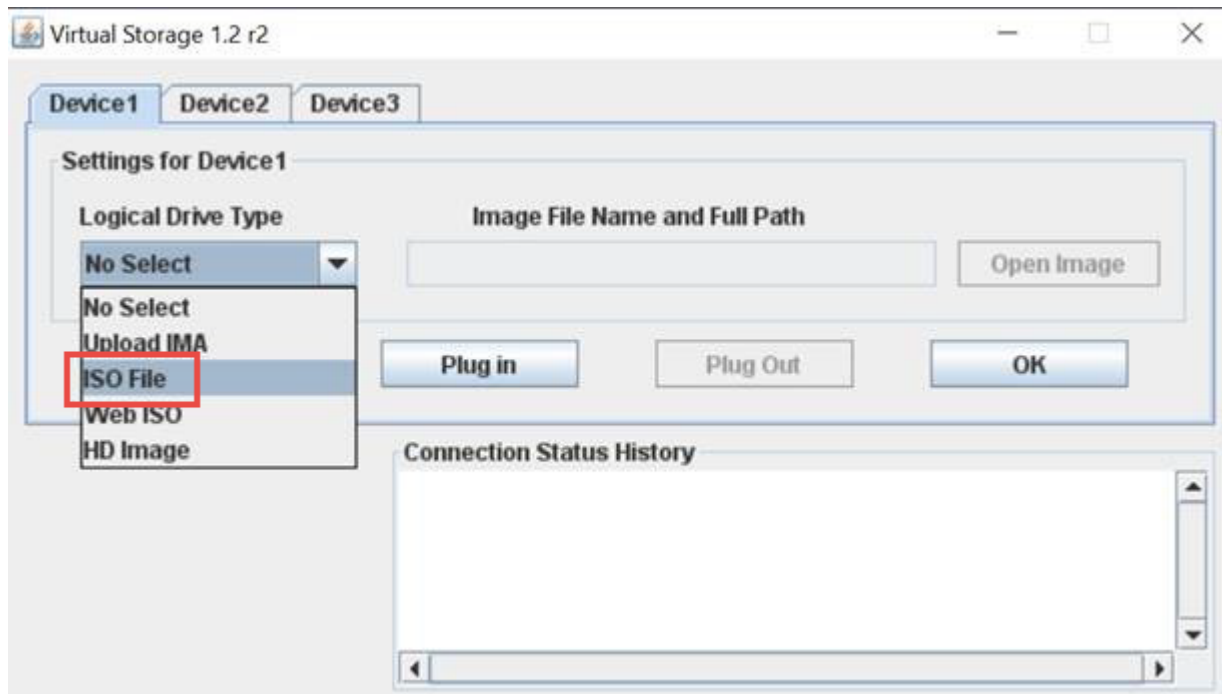 Virtual Storage 1.2 r2
Device1 Device2 Device3
Settings for Device1
Logical Drive Type Image File Name and Full Path
No Select Open Image
No Select
Upload IMA
ISO File
Web ISO
HD Image
Plug in Plug Out OK
Connection Status History